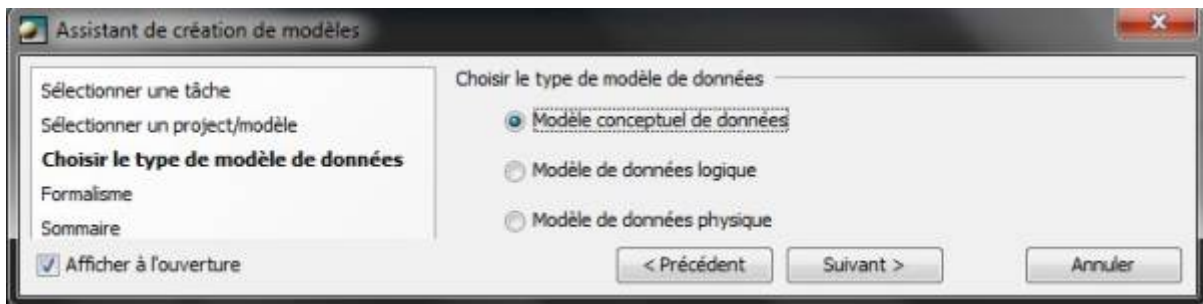 Assistant de création de modèles
Sélectionner une tâche
Sélectionner un project/modèle
Choisir le type de modèle de données
Formalisme
Sommaire
Afficher à l'ouverture
Choisir le type de modèle de données
Modèle conceptuel de données
Modèle de données logique
Modèle de données physique
< Précédent
Suivant >
Annuler